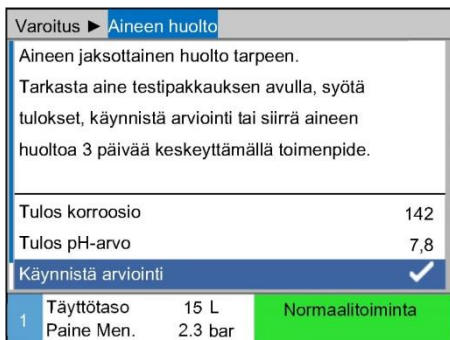 Varoitus ► Aineen huolto
Aineen jaksottainen huolto tarpeen.
Tarkasta aine testipakkauksen avulla, syötä
tulokset, käynnistä arviointi tai siirrä aineen
huoltoa 3 päivää keskeyttämällä toimenpide.
Tulos korroosio 142
Tulos pH-arvo 7,8
Käynnistä arviointi ✓
1 Täyttötaso 15 L Normaalitoiminta
Paine Men. 2.3 bar